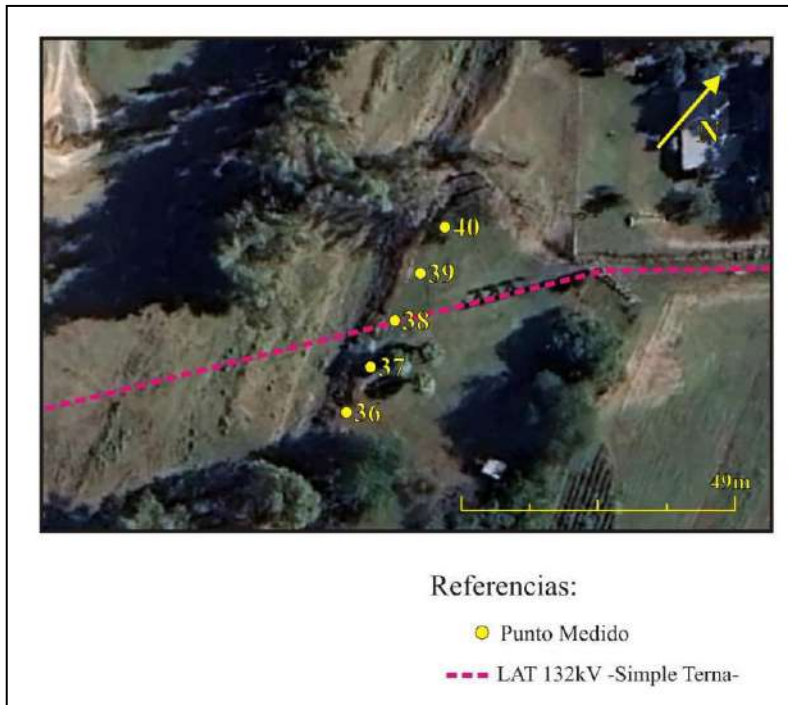 N
40
39
38
37
36
49m
Referencias:
Punto Medido
LAT 132kV -Simple Terna-